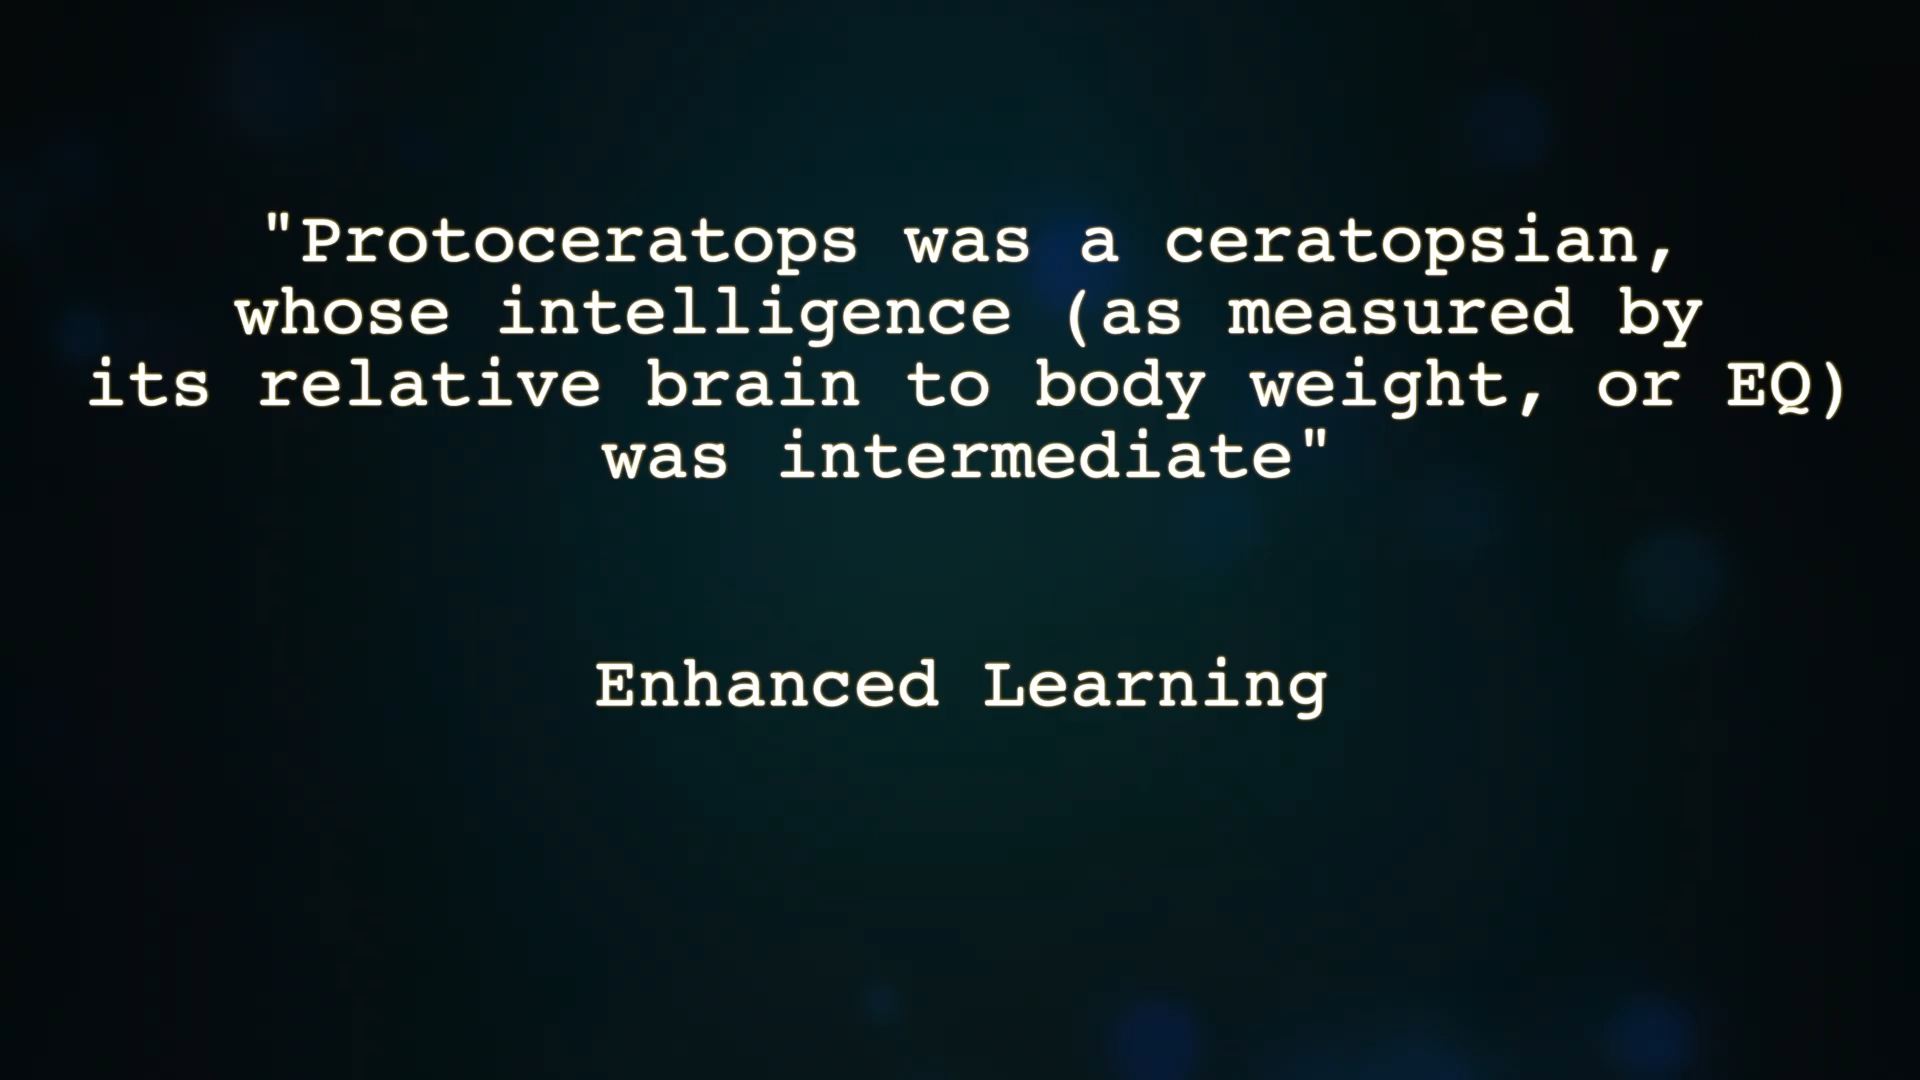 "Protoceratops was a ceratopsian,
whose intelligence (as measured by
its relative brain to body weight, or EQ)
was intermediate"
Enhanced Learning